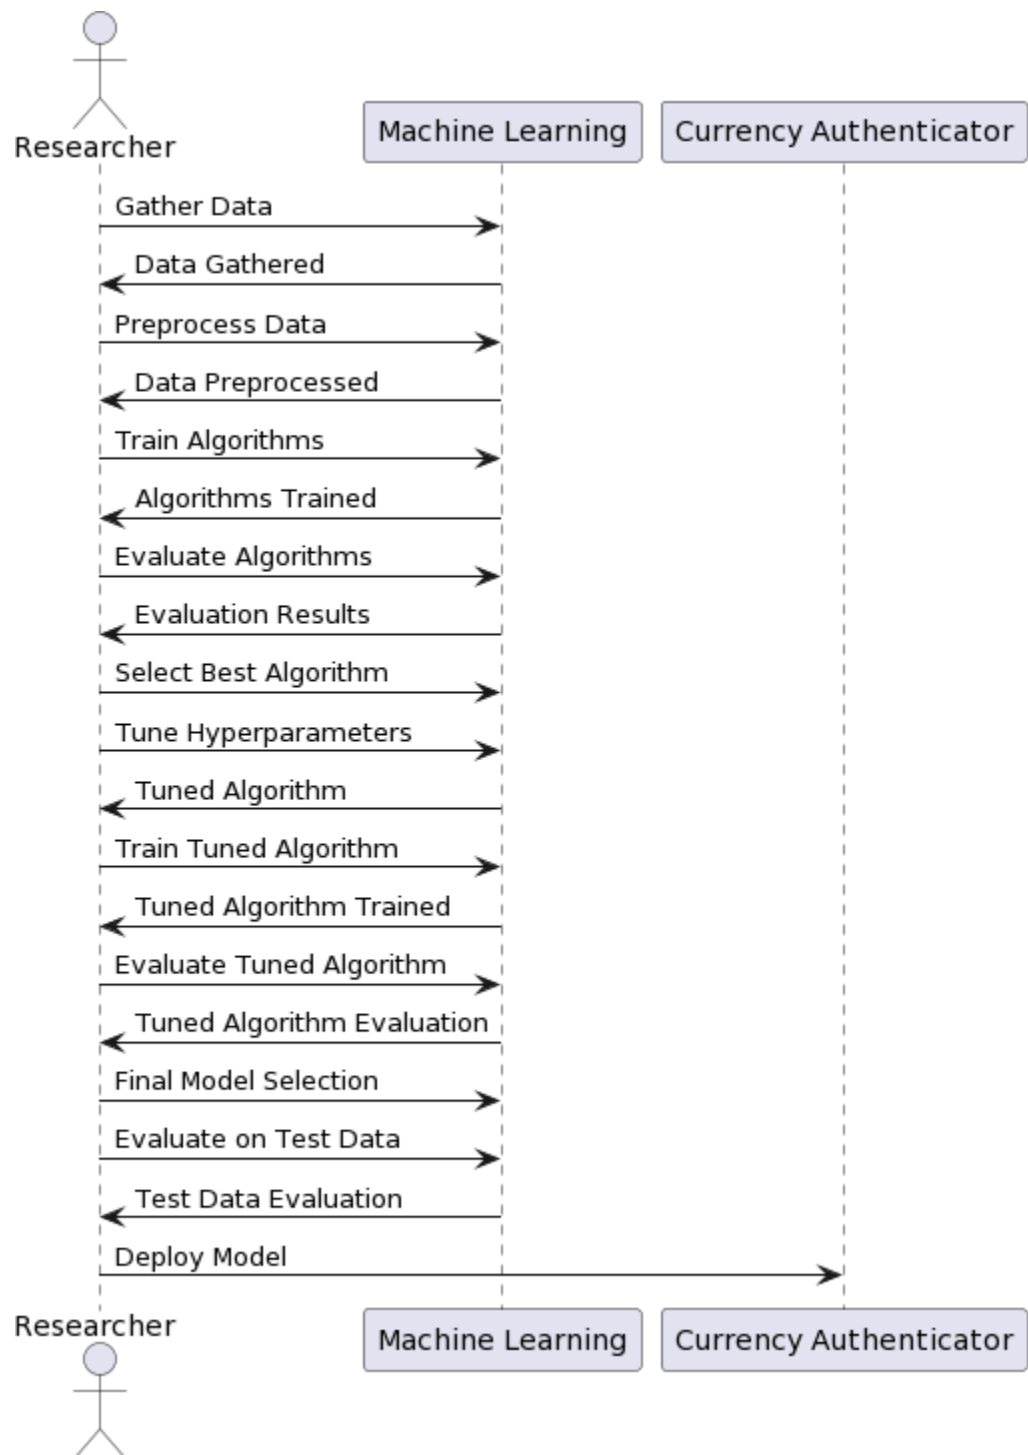 Researcher
Machine Learning
Currency Authenticator
Gather Data
Data Gathered
Preprocess Data
Data Preprocessed
Train Algorithms
Algorithms Trained
Evaluate Algorithms
Evaluation Results
Select Best Algorithm
Tune Hyperparameters
Tuned Algorithm
Train Tuned Algorithm
Tuned Algorithm Trained
Evaluate Tuned Algorithm
Tuned Algorithm Evaluation
Final Model Selection
Evaluate on Test Data
Test Data Evaluation
Deploy Model
Researcher
Machine Learning
Currency Authenticator